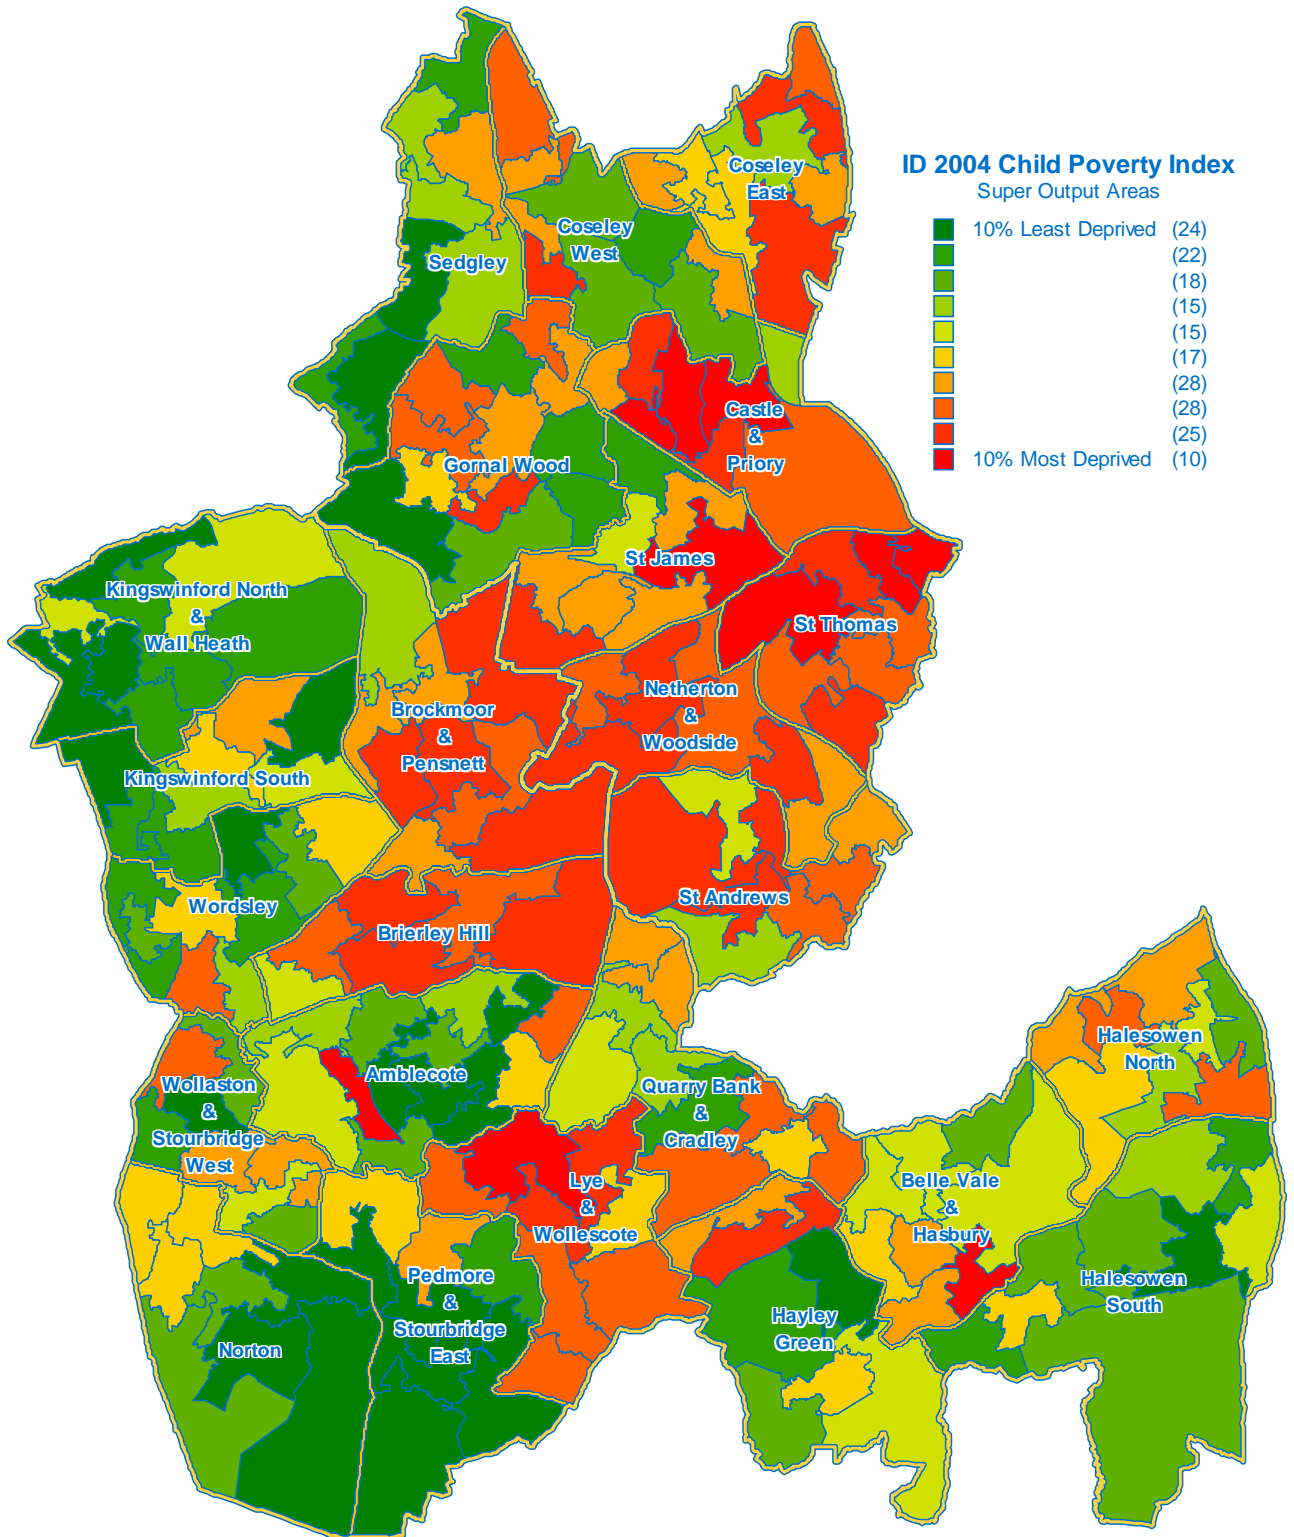 ID 2004 Child Poverty Index
Super Output Areas
10% Least Deprived (24)
(22)
(18)
(15)
(15)
(17)
(28)
(28)
(25)
10% Most Deprived (10)
Coseley
East
Coseley
West
Sedgley
Castle
&
Priory
Gornal Wood
St James
Kingswinford North
&
Wall Heath
St Thomas
Netherton
&
Woodside
Brockmoor
&
Pensnett
Kingswinford South
St Andrews
Wordsley
Brierley Hill
Halesowen
North
Amblecote
Wollaston
&
Stourbridge
West
Quarry Bank
&
Cradley
Lye
&
Wollescote
Belle Vale
&
Hasbury
Halesowen
South
Pedmore
&
Stourbridge
East
Hayley
Green
Norton